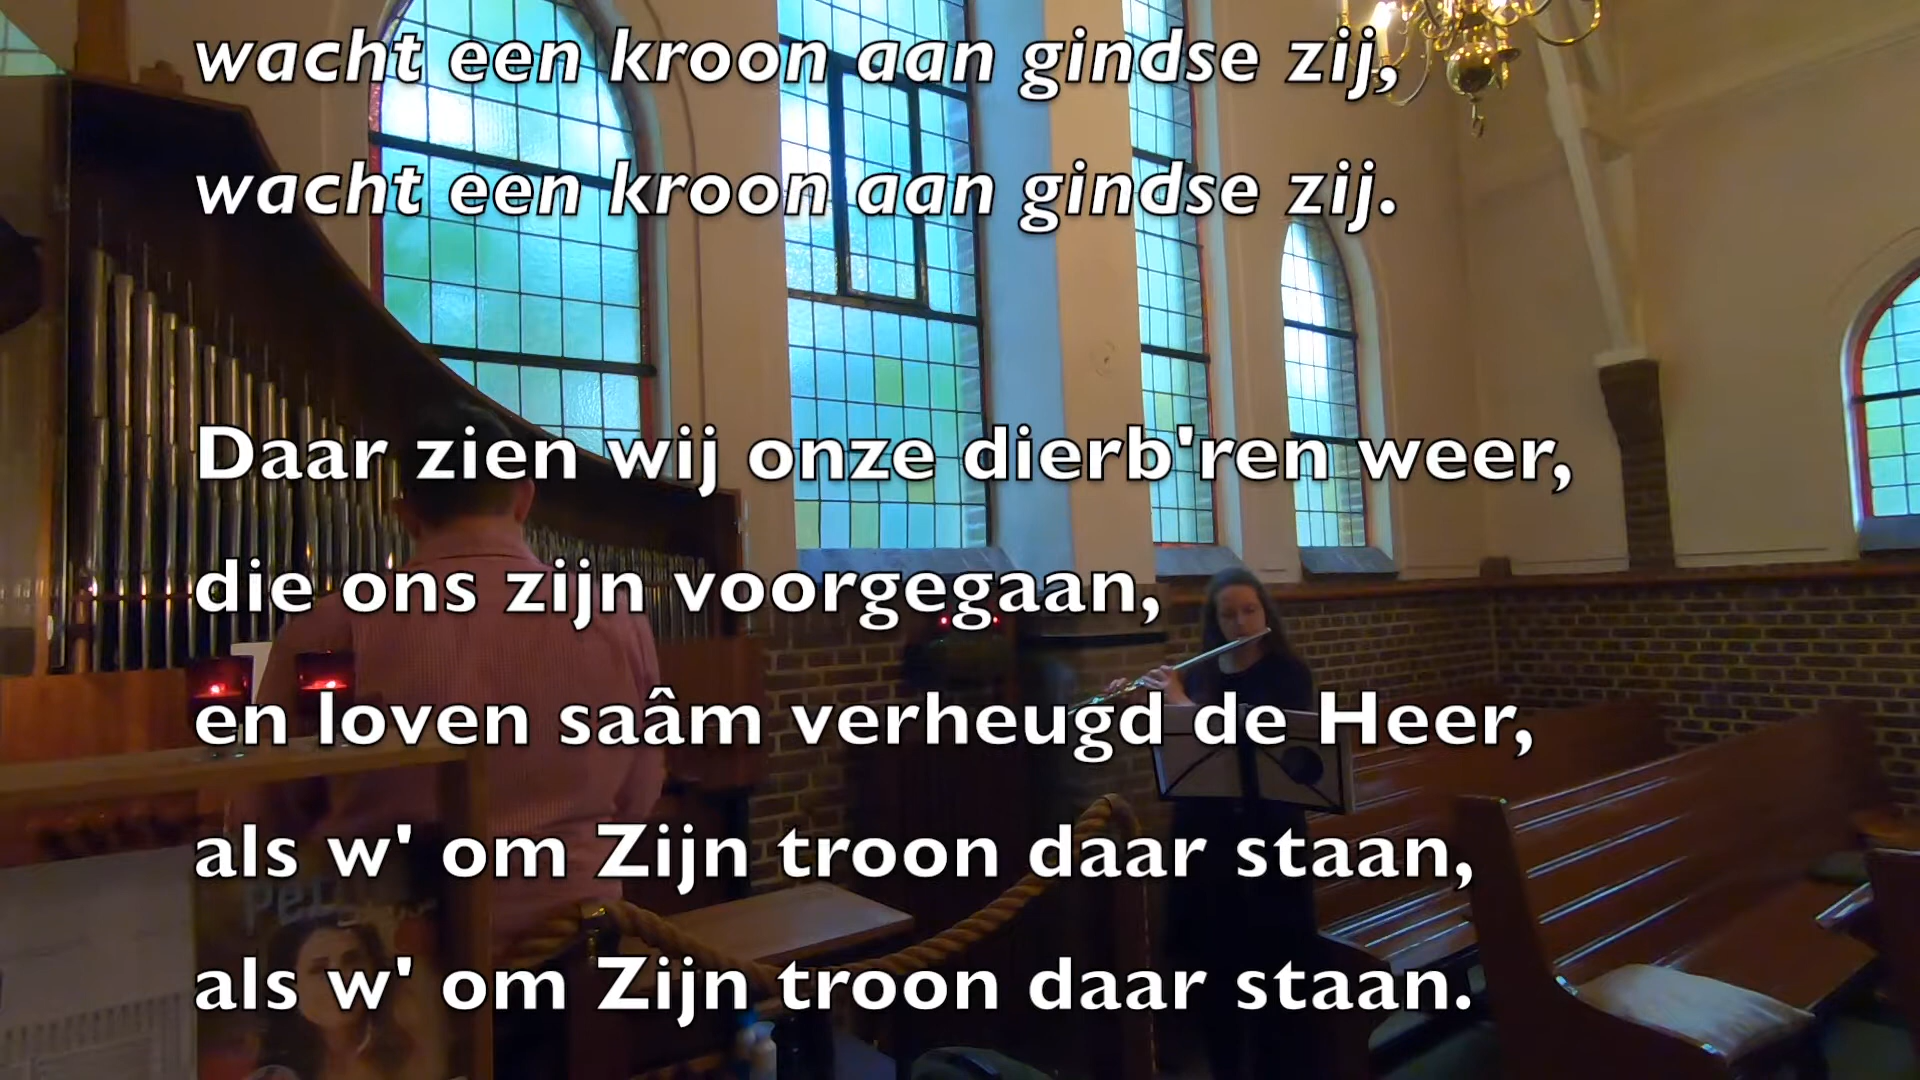 wacht een kroon aan gindse zij,
wacht een kroon aan gindse zij.
Daar zien wij onze dierb'ren weer,
die ons zijn voorgegaan,
en loven saâm verheugd de Heer,
als w' om Zijn troon daar staan,
als w' om Zijn troon daar staan.